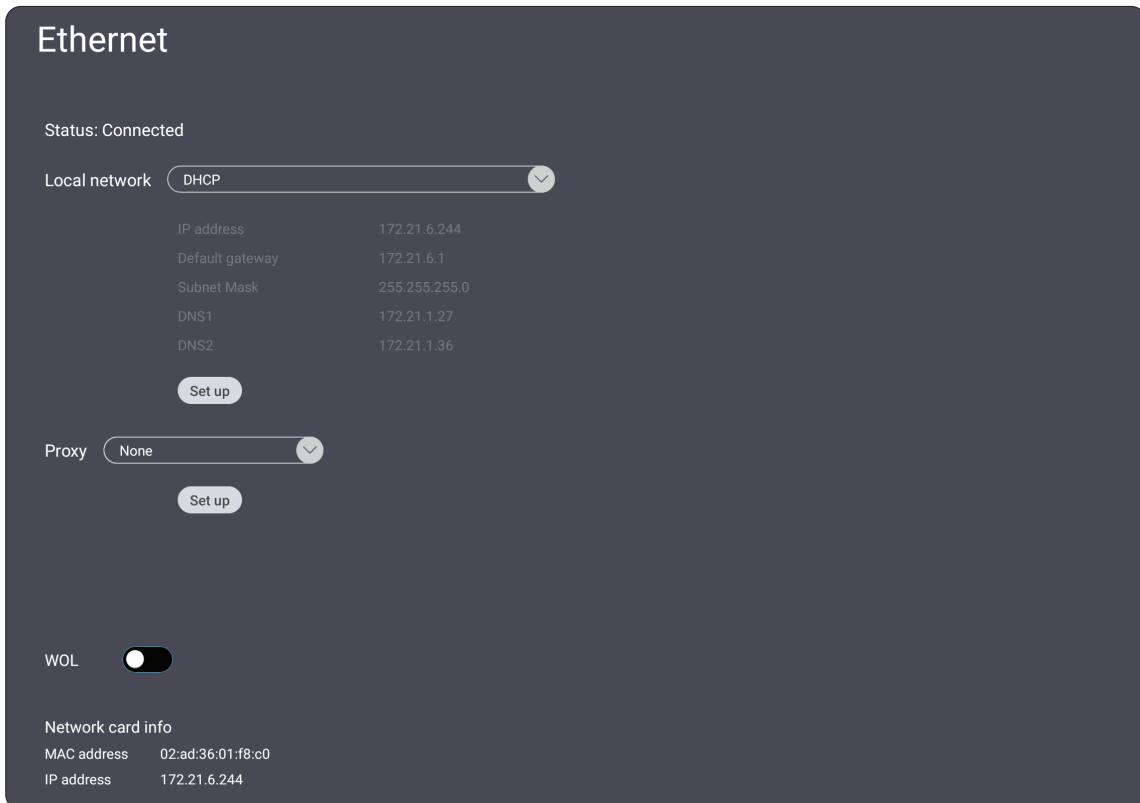 Ethernet
Status: Connected
Local network DHCP
IP address 172.21.6.244
Default gateway 172.21.6.1
Subnet Mask 255.255.255.0
DNS1 172.21.1.27
DNS2 172.21.1.36
Set up
Proxy None
Set up
WOL
Network card info
MAC address 02:ad:36:01:f8:c0
IP address 172.21.6.244